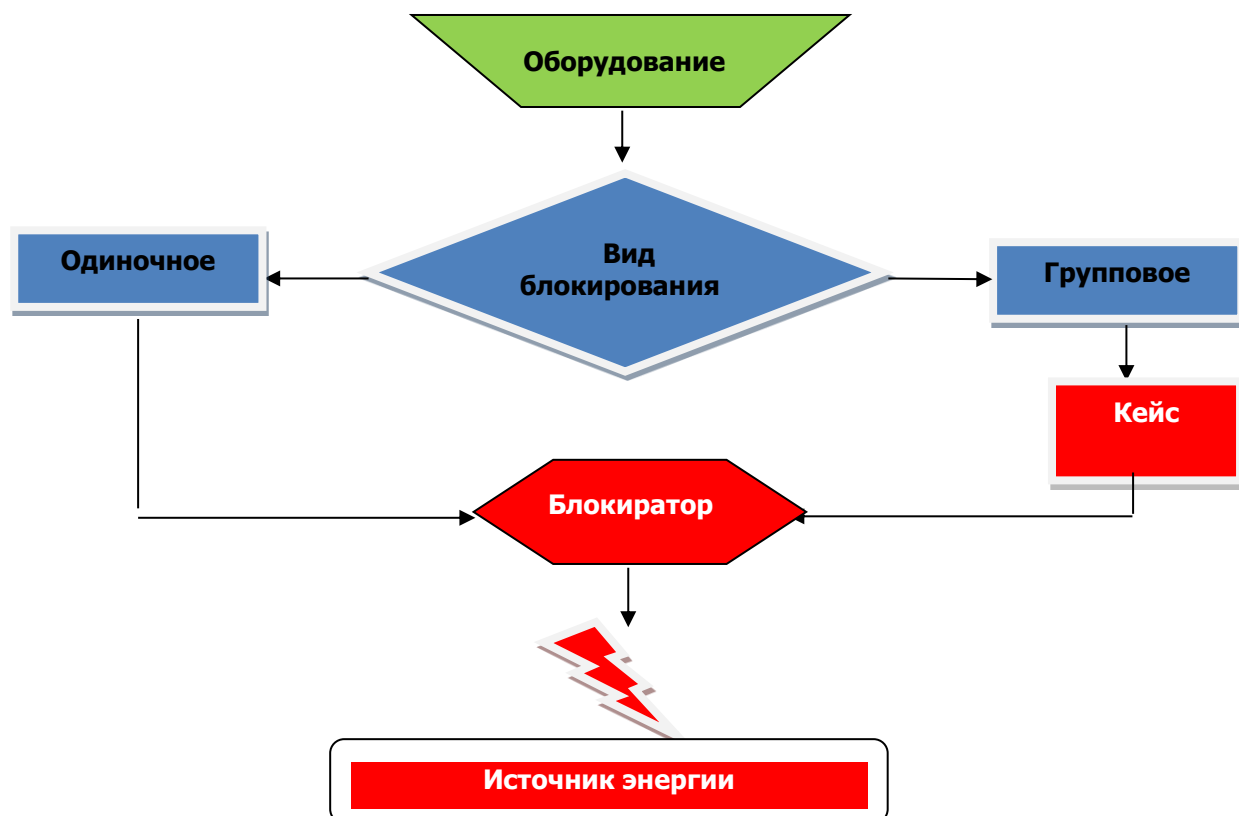 Оборудование
Вид
блокирования
Одиночное
Групповое
Кейс
Блокиратор
Источник энергии